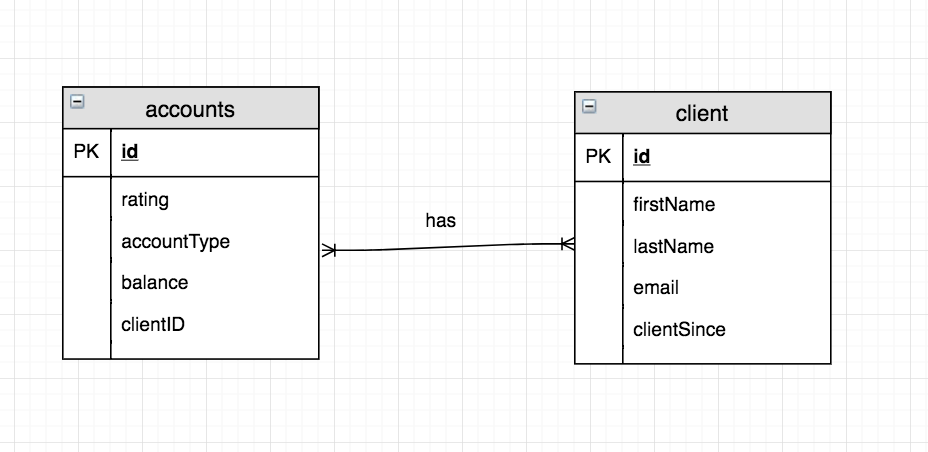 accounts
PK id
rating
accountType
balance
clientID
has
client
PK id
firstName
lastName
email
clientSince